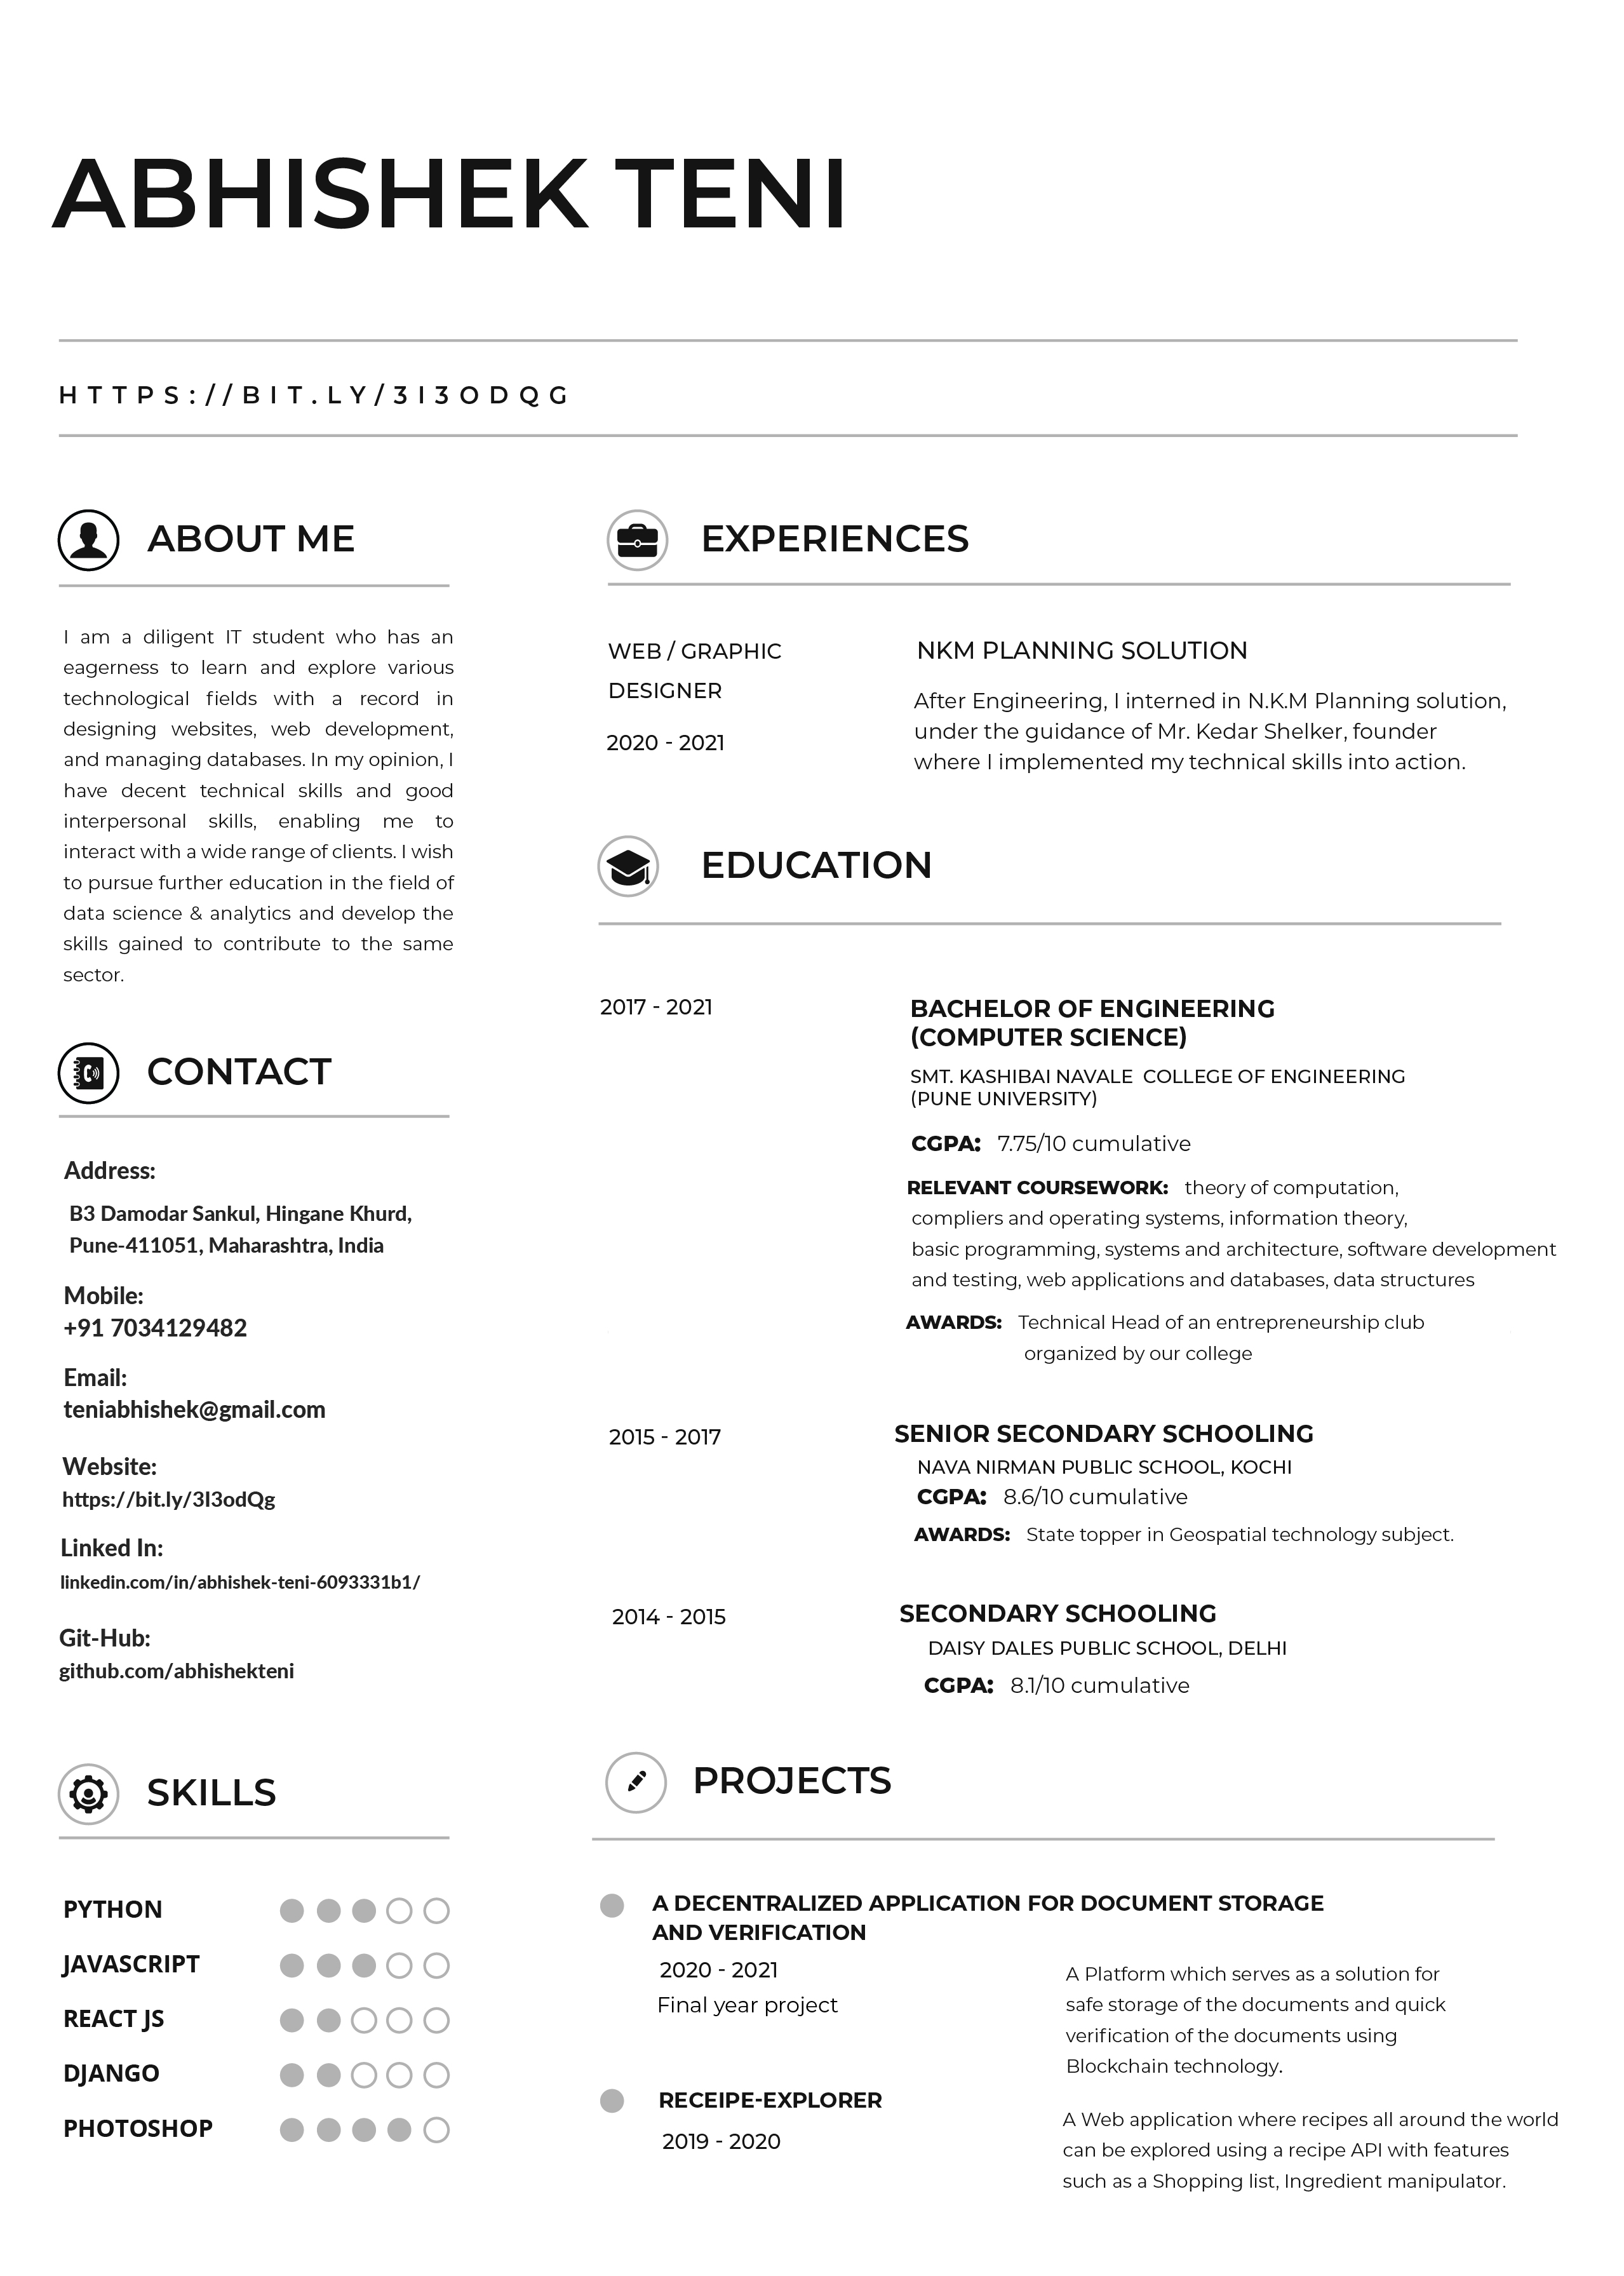 ABHISHEK TENI
HTTPS://BIT.LY/3I3ODQG
ABOUT ME
I am a diligent IT student who has an
eagerness to learn and explore various
technological fields with a record in
designing websites, web development,
and managing databases. In my opinion, I
have decent technical skills and good
interpersonal skills, enabling me to
interact with a wide range of clients. I wish
to pursue further education in the field of
data science & analytics and develop the
skills gained to contribute to the same
sector.
CONTACT
Address:
B3 Damodar Sankul, Hingane Khurd,
Pune-411051, Maharashtra, India
Mobile:
+91 7034129482
Email:
teniabhishek@gmail.com
Website:
https://bit.ly/3I3odQg
Linked In:
linkedin.com/in/abhishek-teni-6093331b1/
Git-Hub:
github.com/abhishekteni
SKILLS
PYTHON
JAVASCRIPT
REACT JS
DJANGO
PHOTOSHOP
EXPERIENCES
WEB / GRAPHIC
DESIGNER
2020 - 2021
NKM PLANNING SOLUTION
After Engineering, I interned in N.K.M Planning solution,
under the guidance of Mr. Kedar Shelker, founder
where I implemented my technical skills into action.
EDUCATION
2017 - 2021
BACHELOR OF ENGINEERING
(COMPUTER SCIENCE)
SMT. KASHIBAI NAVALE COLLEGE OF ENGINEERING
(PUNE UNIVERSITY)
CGPA: 7.75/10 cumulative
RELEVANT COURSEWORK: theory of computation,
compliers and operating systems, information theory,
basic programming, systems and architecture, software development
and testing, web applications and databases, data structures
AWARDS: Technical Head of an entrepreneurship club
organized by our college
2015 - 2017
SENIOR SECONDARY SCHOOLING
NAVA NIRMAN PUBLIC SCHOOL, KOCHI
CGPA: 8.6/10 cumulative
AWARDS: State topper in Geospatial technology subject.
2014 - 2015
SECONDARY SCHOOLING
DAISY DALES PUBLIC SCHOOL, DELHI
CGPA: 8.1/10 cumulative
PROJECTS
A DECENTRALIZED APPLICATION FOR DOCUMENT STORAGE
AND VERIFICATION
2020 - 2021
Final year project
A Platform which serves as a solution for
safe storage of the documents and quick
verification of the documents using
Blockchain technology.
RECEIPE-EXPLORER
2019 - 2020
A Web application where recipes all around the world
can be explored using a recipe API with features
such as a Shopping list, Ingredient manipulator.